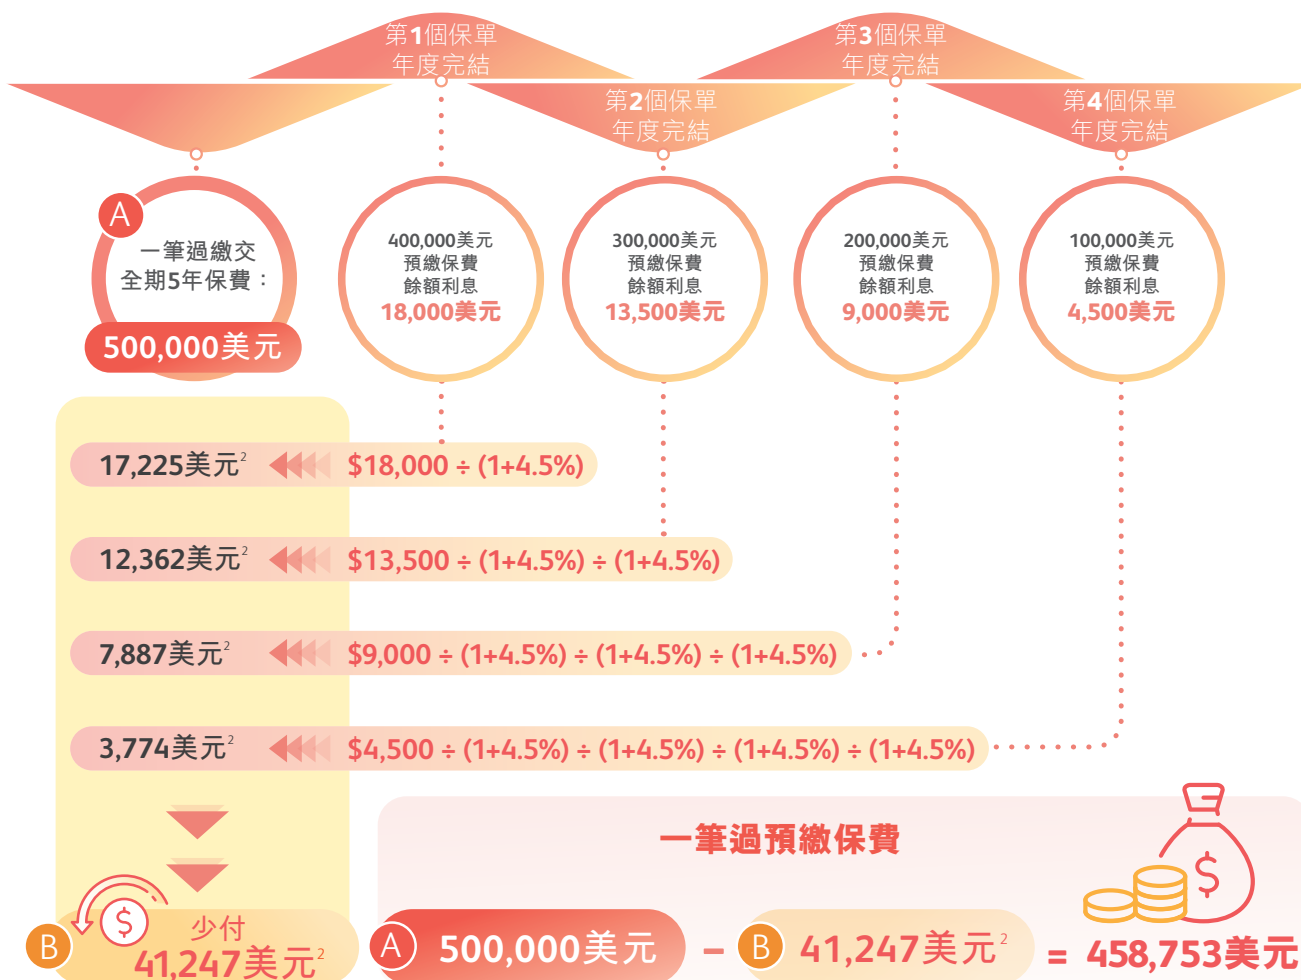 第1個保單
年度完結
第3個保單
年度完結
第2個保單
年度完結
第4個保單
年度完結
A
一筆過繳交
全期5年保費：
500,000美元
400,000美元
預繳保費
餘額利息
18,000美元
300,000美元
預繳保費
餘額利息
13,500美元
200,000美元
預繳保費
餘額利息
9,000美元
100,000美元
預繳保費
餘額利息
4,500美元
17,225美元2 $18,000 ÷ (1+4.5%)
12,362美元2 $13,500 ÷ (1+4.5%) ÷ (1+4.5%)
7,887美元2 $9,000 ÷ (1+4.5%) ÷ (1+4.5%) ÷ (1+4.5%)
3,774美元2 $4,500 ÷ (1+4.5%) ÷ (1+4.5%) ÷ (1+4.5%) ÷ (1+4.5%)
一筆過預繳保費
$
$
B
少付
41,247美元2
A 500,000美元 – B 41,247美元2 = 458,753美元